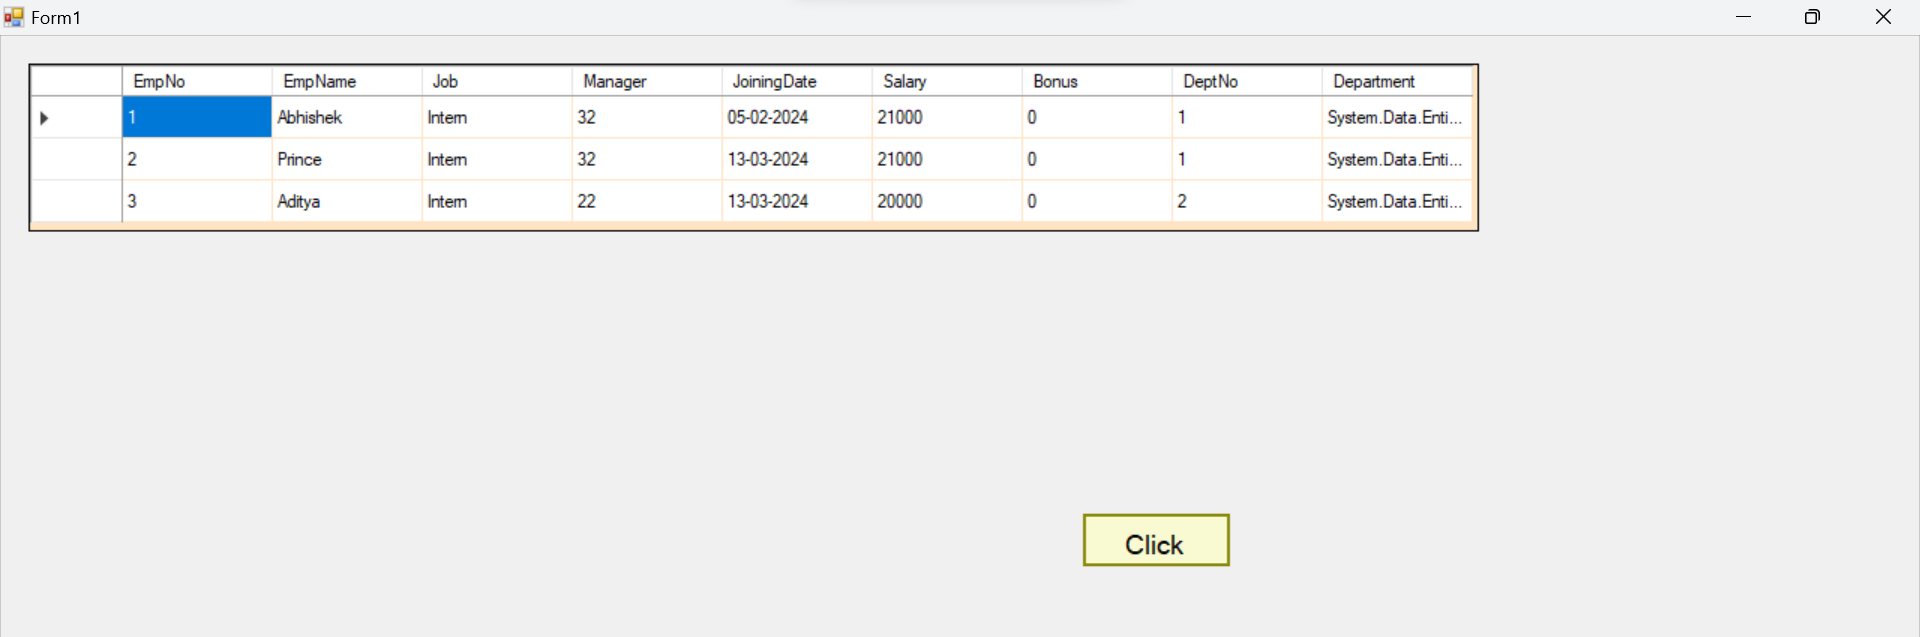 Form1
EmpNo EmpName Job Manager JoiningDate Salary Bonus DeptNo Department
1 Abhishek Intern 32 05-02-2024 21000 0 1 System.Data.Enti...
2 Prince Intern 32 13-03-2024 21000 0 1 System.Data.Enti...
3 Aditya Intern 22 13-03-2024 20000 0 2 System.Data.Enti...
Click